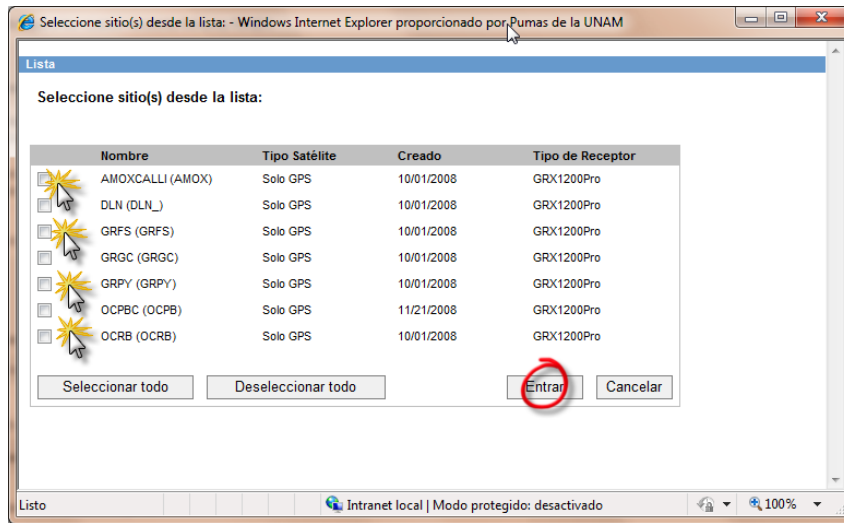 Seleccione sitio(s) desde la lista: - Windows Internet Explorer proporcionado por Pumas de la UNAM
Lista
Seleccione sitio(s) desde la lista:
Nombre Tipo Satélite Creado Tipo de Receptor
AMOXCALLI (AMOX) Solo GPS 10/01/2008 GRX1200Pro
DLN (DLN_) Solo GPS 10/01/2008 GRX1200Pro
GRFS (GRFS) Solo GPS 10/01/2008 GRX1200Pro
GRGC (GRGC) Solo GPS 10/01/2008 GRX1200Pro
GRPY (GRPY) Solo GPS 10/01/2008 GRX1200Pro
OCPBC (OCPB) Solo GPS 11/21/2008 GRX1200Pro
OCRB (OCRB) Solo GPS 10/01/2008 GRX1200Pro
Seleccionar todo Deseleccionar todo Entrar Cancelar
Listo Intranet local | Modo protegido: desactivado 100%